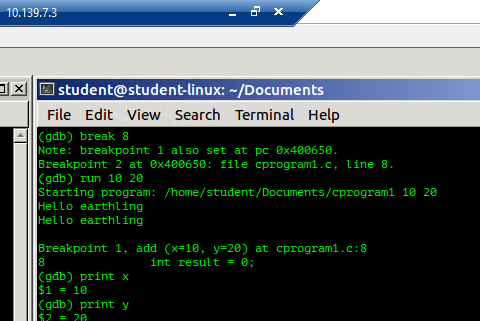 10.139.7.3
student@student-linux: ~/Documents
File Edit View Search Terminal Help
(gdb) break 8
Note: breakpoint 1 also set at pc 0x400650.
Breakpoint 2 at 0x400650: file cprogram1.c, line 8.
(gdb) run 10 20
Starting program: /home/student/Documents/cprogram1 10 20
Hello earthling
Hello earthling
Breakpoint 1, add (x=10, y=20) at cprogram1.c:8
8 int result = 0;
(gdb) print x
$1 = 10
(gdb) print y
$2 = 20